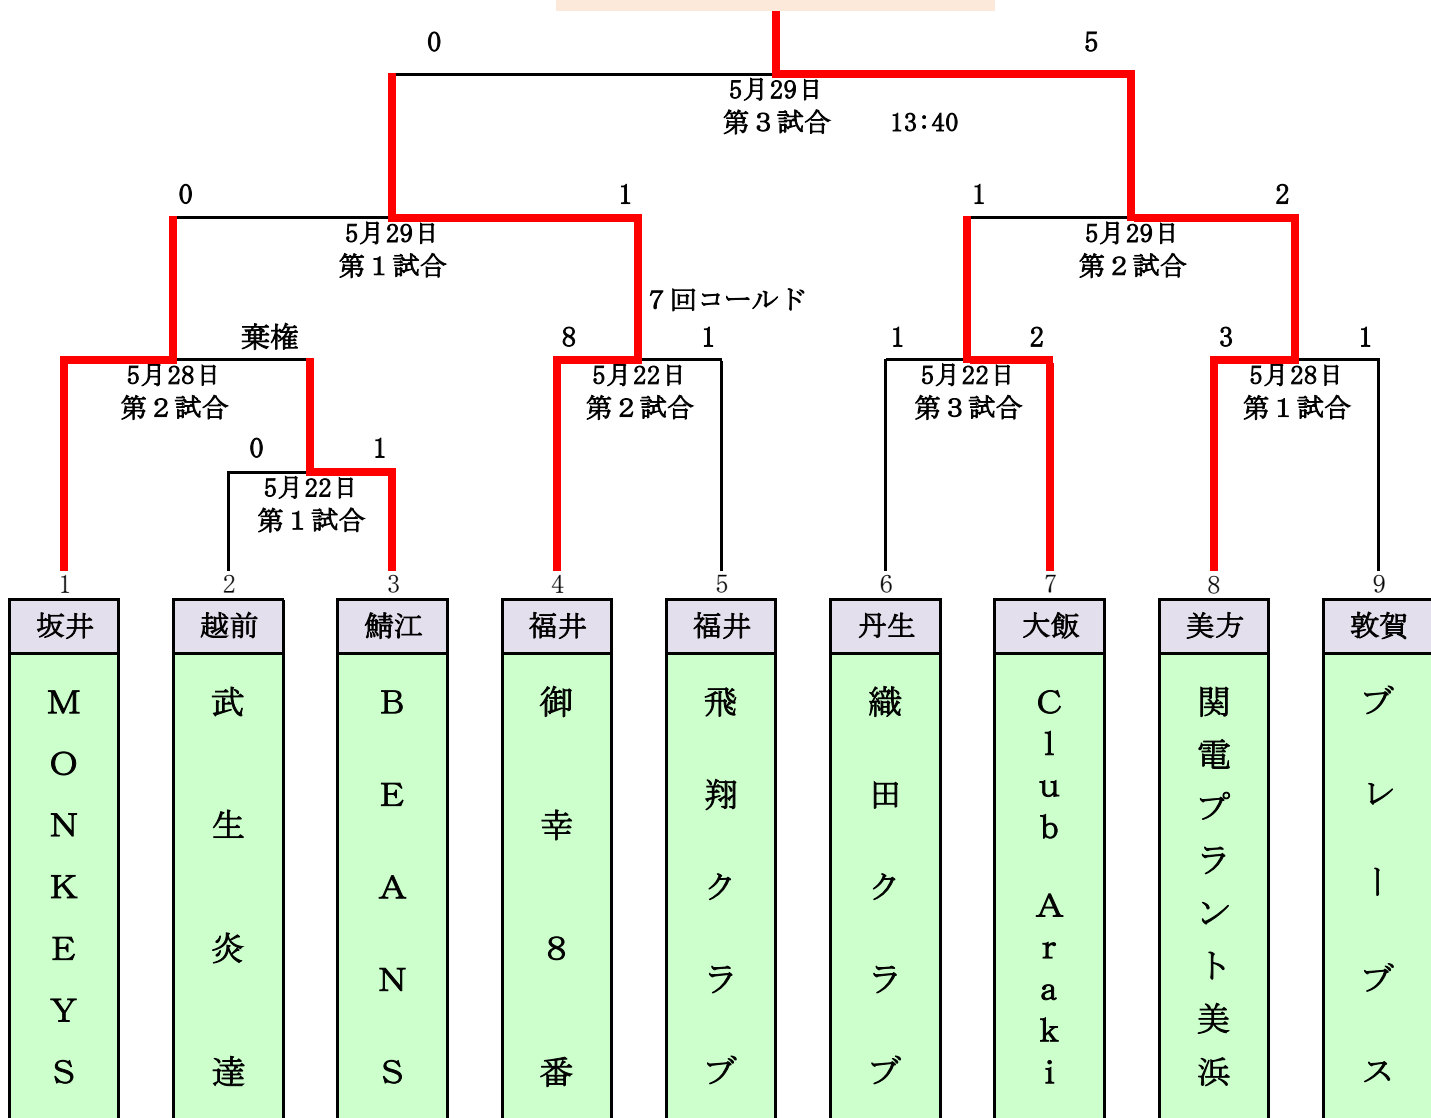 0 5
5月29日
第3試合 13:40
0 1 1 2
5月29日 5月29日
第1試合 第2試合
7回コールド
棄権 8 1 1 2 3 1
5月28日 5月22日 5月22日 5月28日
第2試合 第2試合 第3試合 第1試合
0 1
5月22日
第1試合
1 2 3 4 5 6 7 8 9
坂井 越前 鯖江 福井 福井 丹生 大飯 美方 敦賀
MONKEYS
武生炎達
BEANS
御幸8番
飛翔クラブ
織田クラブ
Club Araki
関電プラント美浜
ブレーブス